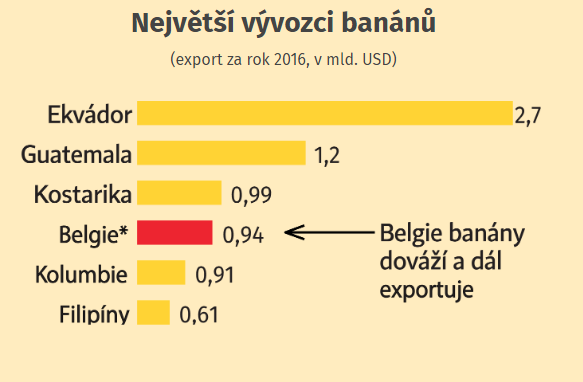 Největší vývozci banánů
(export za rok 2016, v mld. USD)
Ekvádor 2,7
Guatemala 1,2
Kostarika 0,99
Belgie* 0,94
Belgie banány
dováží a dál
exportuje
Kolumbie 0,91
Filipíny 0,61